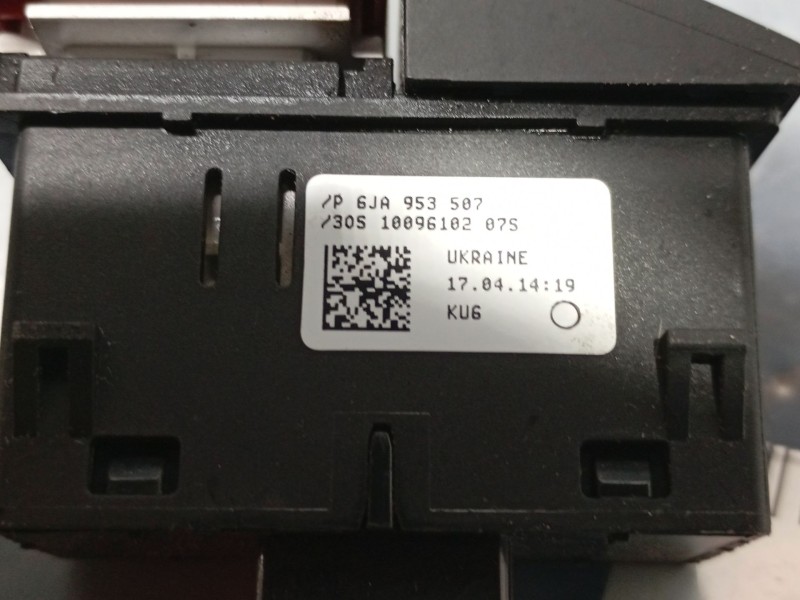 /P 6JA 953 507
/30S 10096102 07S
UKRAINE
17.04.14:19
KU6